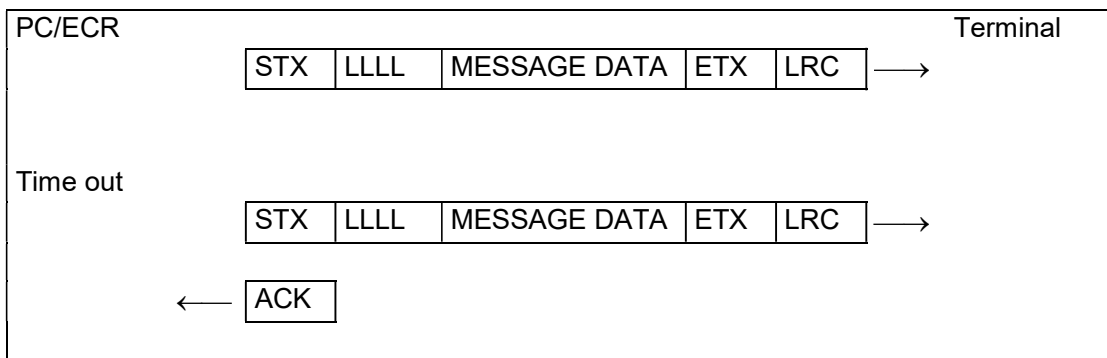 PC/ECR Terminal
STX LLLL MESSAGE DATA ETX LRC
Time out
STX LLLL MESSAGE DATA ETX LRC
ACK